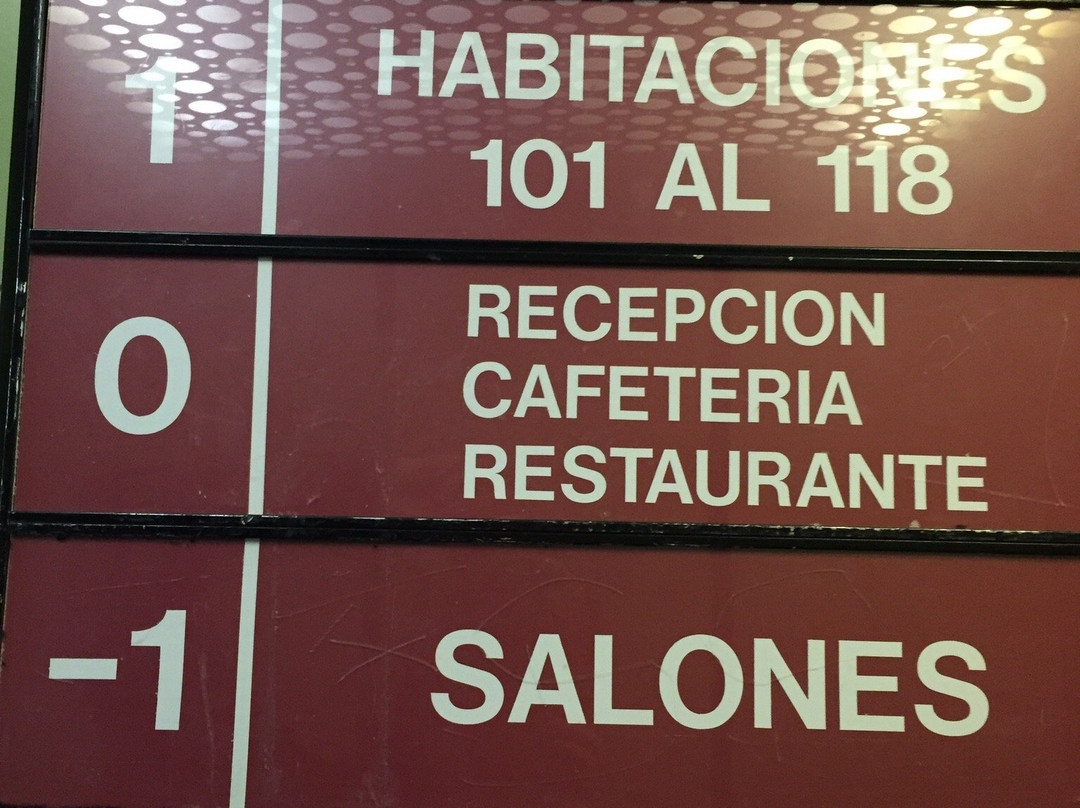 1 HABITACIONES
101 AL 118
0 RECEPCION
CAFETERIA
RESTAURANTE
-1 SALONES